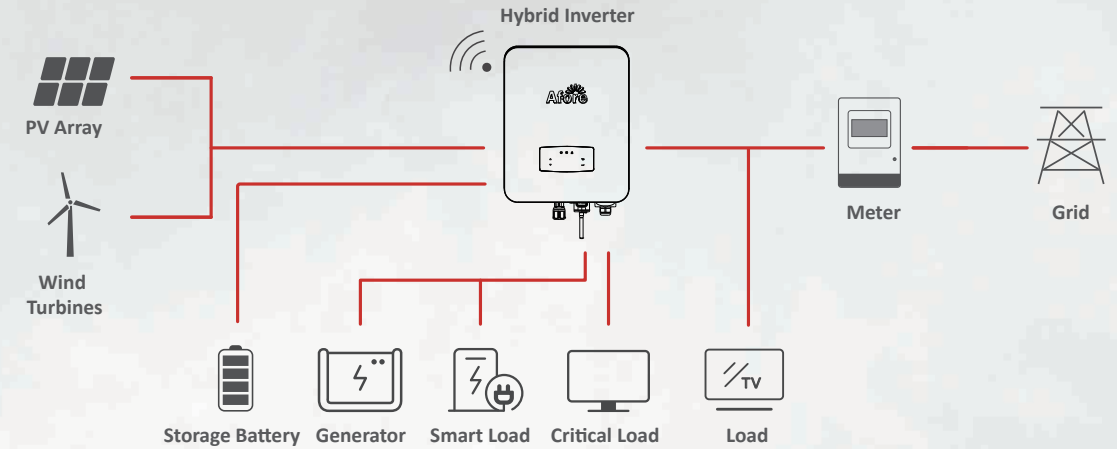 Hybrid Inverter
Afore
PV Array
Meter
Grid
Wind
Turbines
TV
Storage Battery
Generator
Smart Load
Critical Load
Load